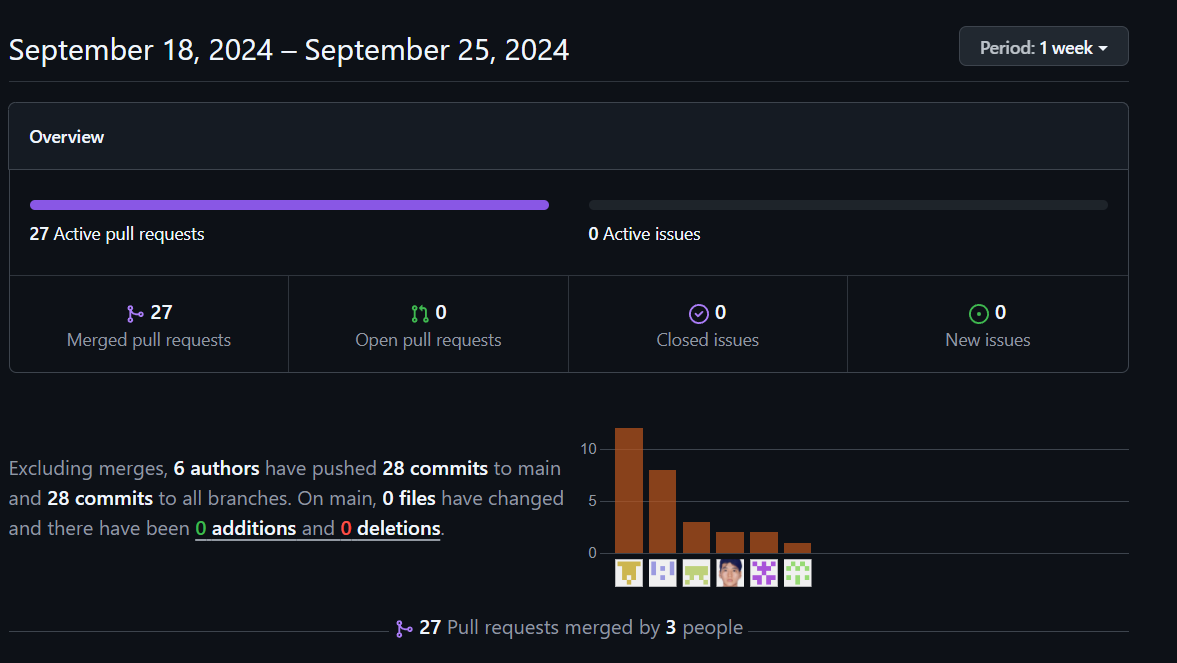 September 18, 2024 – September 25, 2024
Period: 1 week
Overview
27 Active pull requests
0 Active issues
27
Merged pull requests
0
Open pull requests
0
Closed issues
0
New issues
Excluding merges, 6 authors have pushed 28 commits to main
and 28 commits to all branches. On main, 0 files have changed
and there have been 0 additions and 0 deletions.
10
5
0
27 Pull requests merged by 3 people